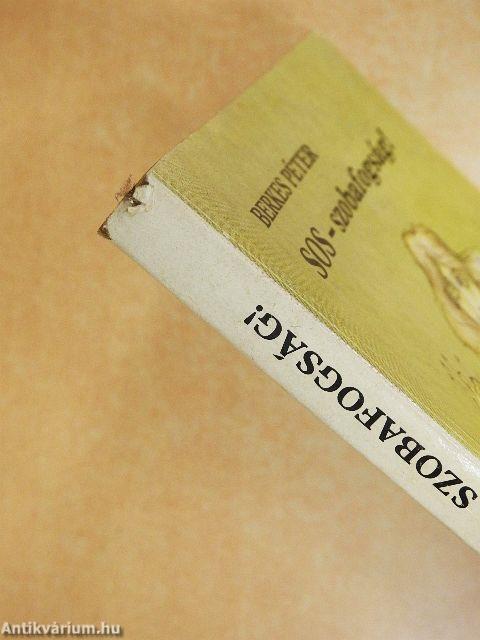 BERKES PÉTER
SOS - szobafogság!
SZOBAFOGSÁG!
Antikvárium.hu